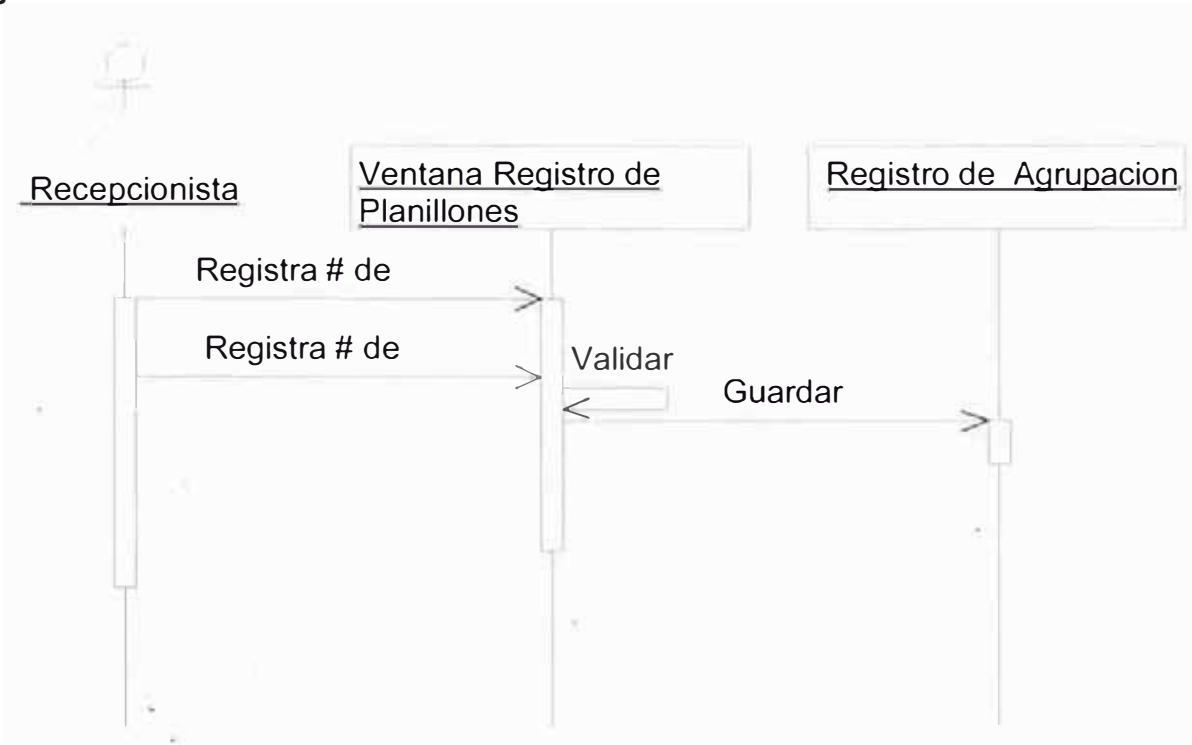 Recepcionista
Ventana Registro de
Planillones
Registro de Agrupacion
Registra # de
Registra # de
Validar
Guardar